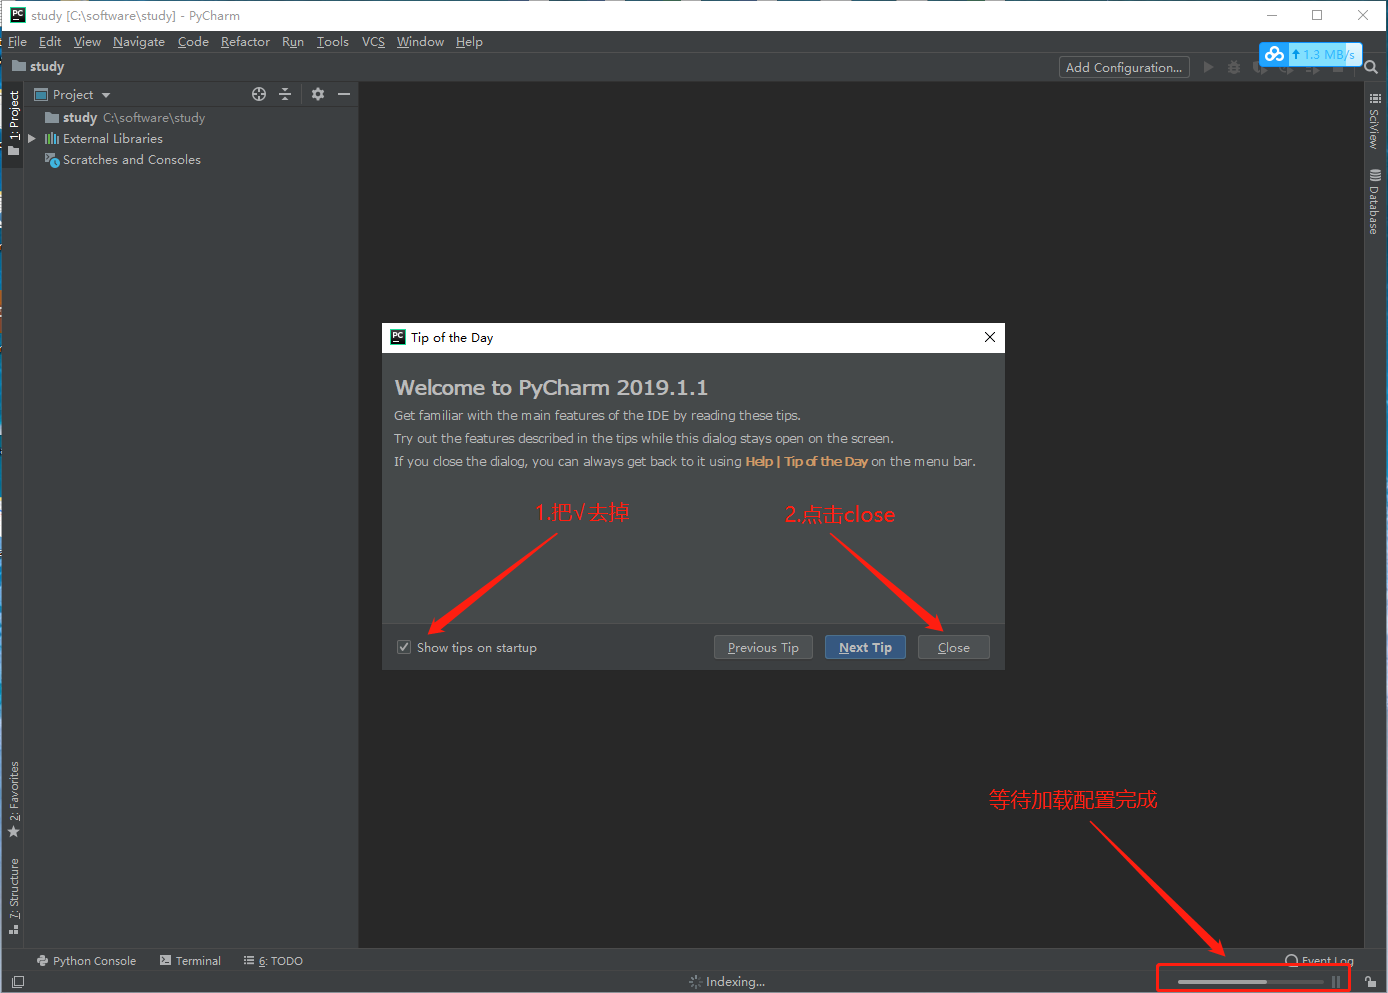 study [C:\software\study] - PyCharm
File Edit View Navigate Code Refactor Run Tools VCS Window Help
study
Add Configuration...
↑ 1.3 MB/s
1: Project
Project
study C:\software\study
External Libraries
Scratches and Consoles
SciView
Database
Tip of the Day
Welcome to PyCharm 2019.1.1
Get familiar with the main features of the IDE by reading these tips.
Try out the features described in the tips while this dialog stays open on the screen.
If you close the dialog, you can always get back to it using Help | Tip of the Day on the menu bar.
1.把√去掉
2.点击close
Show tips on startup
Previous Tip
Next Tip
Close
等待加载配置完成
2: Favorites
7: Structure
Python Console
Terminal
6: TODO
Event Log
Indexing...